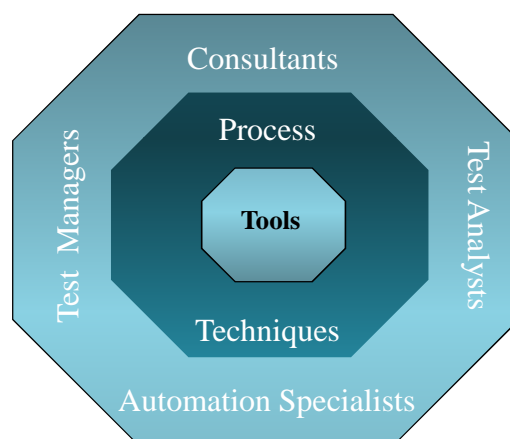 Consultants
Process
Test Managers
Tools
Test Analysts
Techniques
Automation Specialists